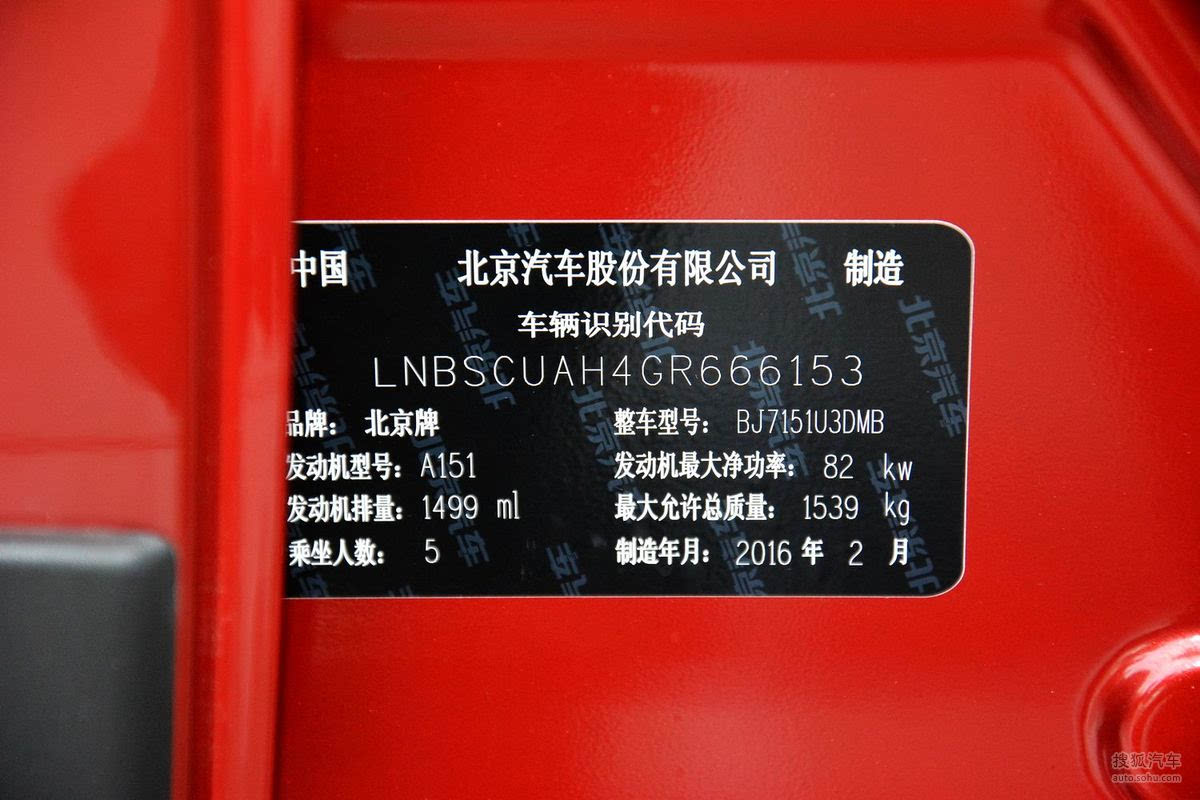 中国 北京汽车股份有限公司 制造
车辆识别代码
LNBSCUAH4GR666153
品牌： 北京牌 整车型号： BJ7151U3DMB
发动机型号： A151 发动机最大净功率： 82 kw
发动机排量： 1499 ml 最大允许总质量： 1539 kg
乘坐人数： 5 制造年月： 2016 年 2 月
搜狐汽车
auto.sohu.com